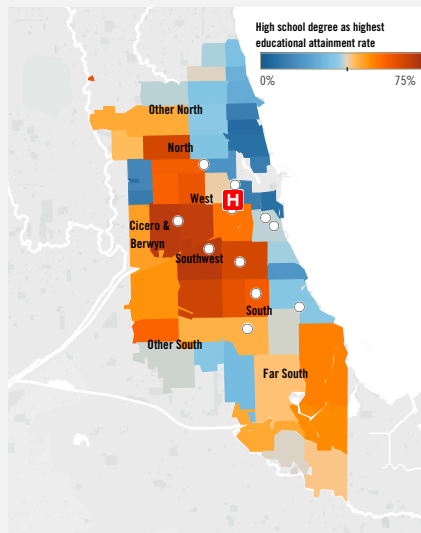 High school degree as highest
educational attainment rate
0% 75%
Other North
North
West
H
Cicero &
Berwyn
Southwest
South
Other South
Far South